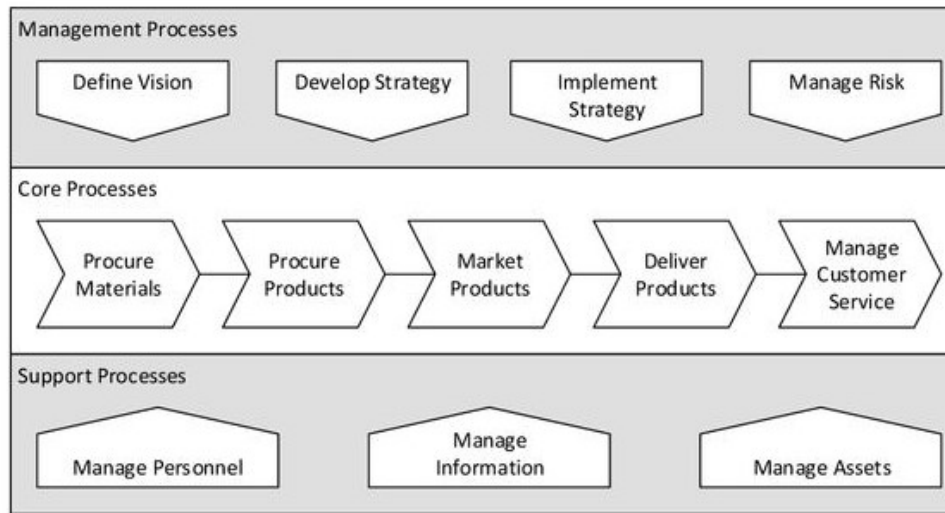 Management Processes
Define Vision
Develop Strategy
Implement
Strategy
Manage Risk
Core Processes
Procure
Materials
Procure
Products
Market
Products
Deliver
Products
Manage
Customer
Service
Support Processes
Manage Personnel
Manage
Information
Manage Assets